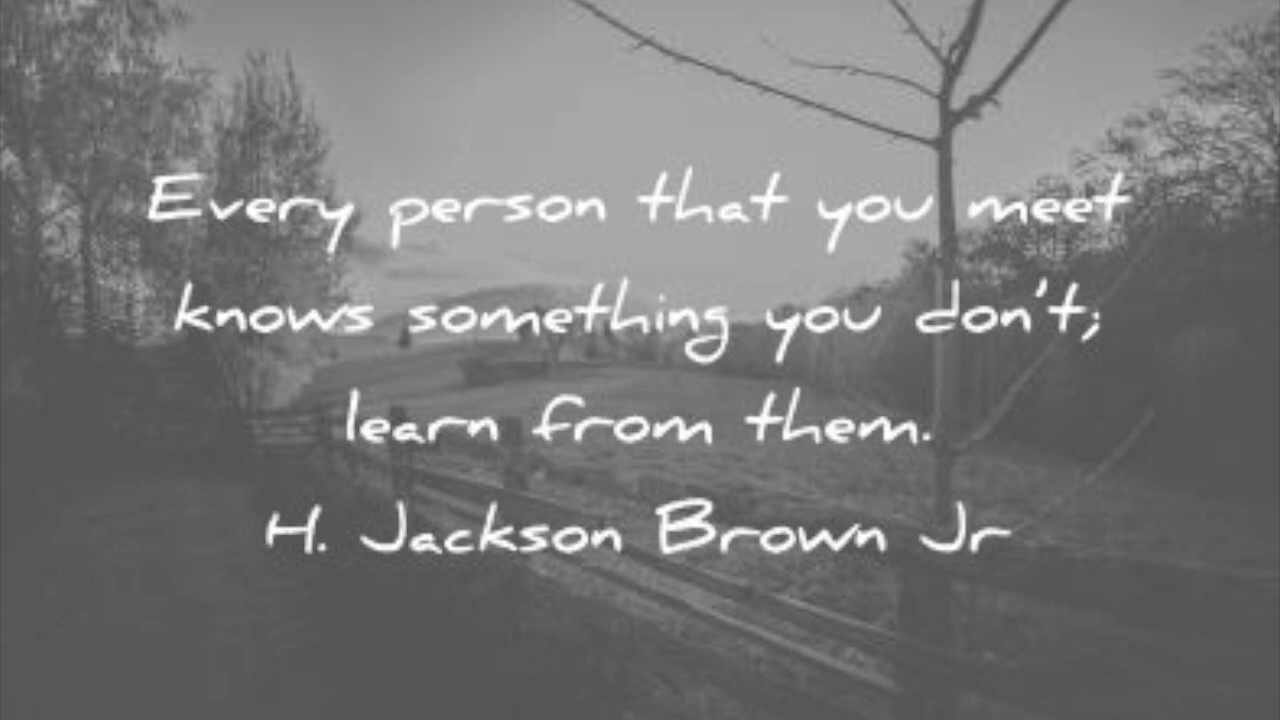 Every person that you meet
knows something you don't;
learn from them.
H. Jackson Brown Jr